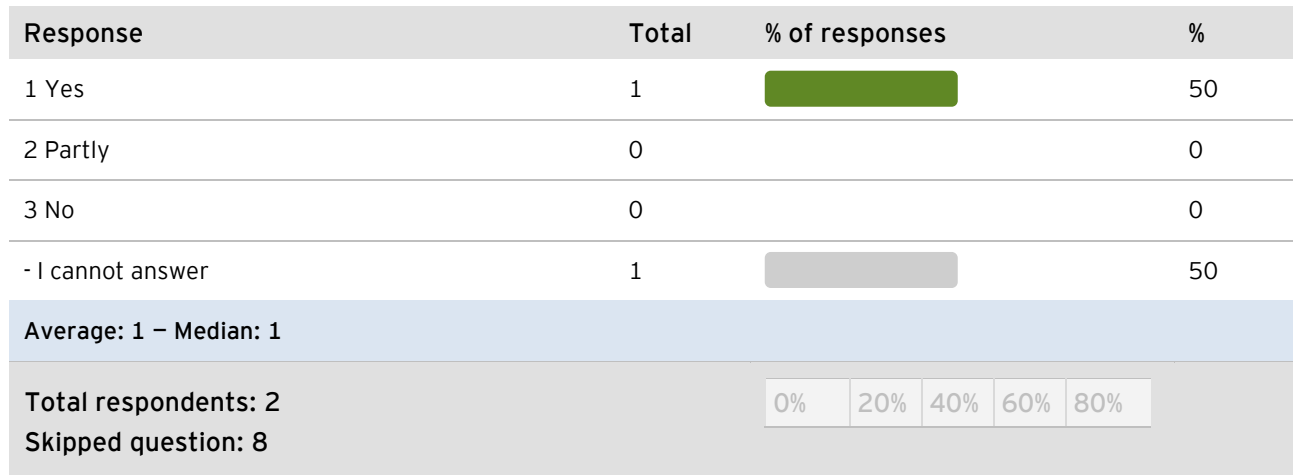 Response Total % of responses %
1 Yes 1 50
2 Partly 0 0
3 No 0 0
- I cannot answer 1 50
Average: 1 – Median: 1
Total respondents: 2 0% 20% 40% 60% 80%
Skipped question: 8